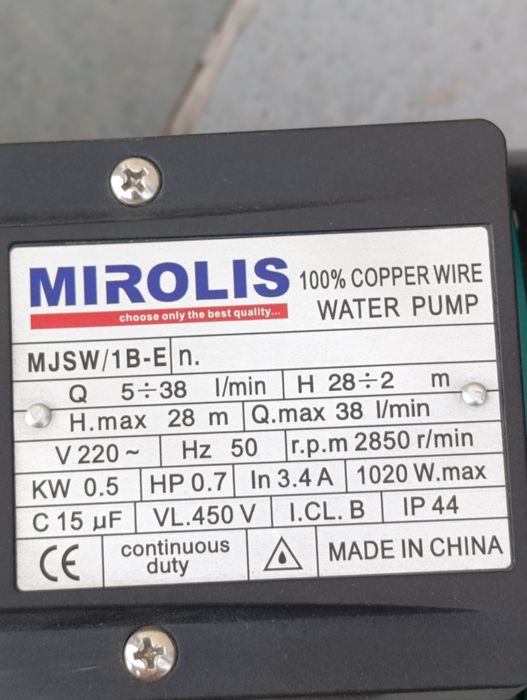 MIROLIS 100% COPPER WIRE
choose only the best quality... WATER PUMP
MJSW/1B-E n.
Q 5÷38 l/min H 28÷2 m
H.max 28 m Q.max 38 l/min
V 220 ~ Hz 50 r.p.m 2850 r/min
KW 0.5 HP 0.7 In 3.4 A 1020 W.max
C 15 µF VL.450 V I.CL. B IP 44
CE continuous duty MADE IN CHINA